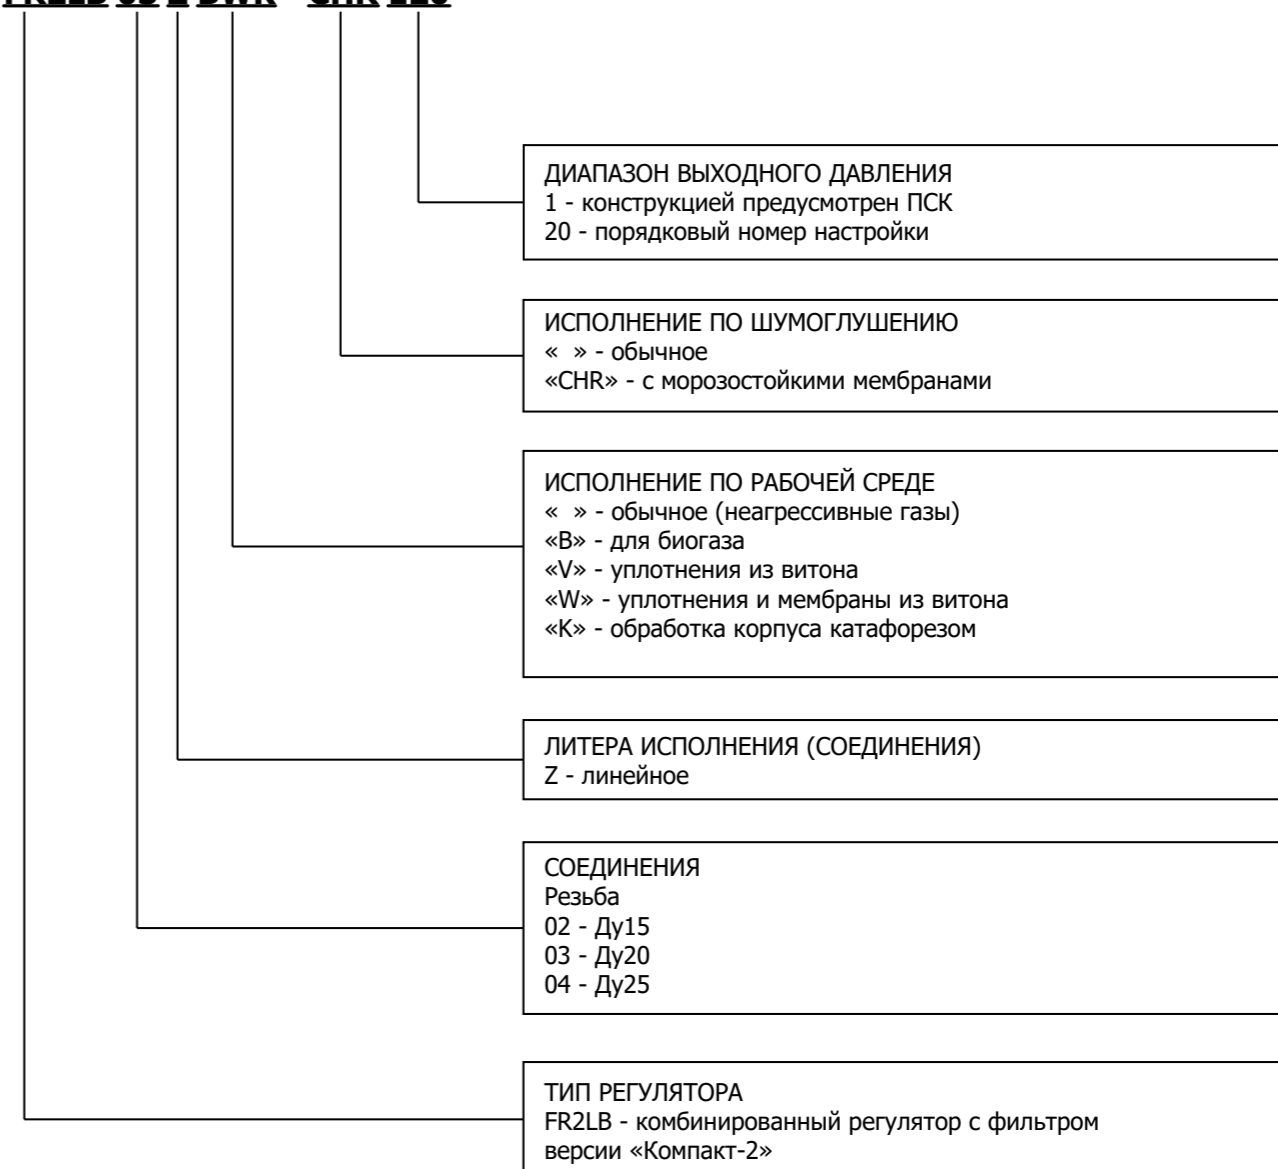 ДИАПАЗОН ВЫХОДНОГО ДАВЛЕНИЯ
1 - конструкцией предусмотрен ПСК
20 - порядковый номер настройки
ИСПОЛНЕНИЕ ПО ШУМОГЛУШЕНИЮ
«  » - обычное
«CHR» - с морозостойкими мембранами
ИСПОЛНЕНИЕ ПО РАБОЧЕЙ СРЕДЕ
«  » - обычное (неагрессивные газы)
«B» - для биогаза
«V» - уплотнения из витона
«W» - уплотнения и мембраны из витона
«K» - обработка корпуса катафорезом
ЛИТЕРА ИСПОЛНЕНИЯ (СОЕДИНЕНИЯ)
Z - линейное
СОЕДИНЕНИЯ
Резьба
02 - Ду15
03 - Ду20
04 - Ду25
ТИП РЕГУЛЯТОРА
FR2LB - комбинированный регулятор с фильтром
версии «Компакт-2»